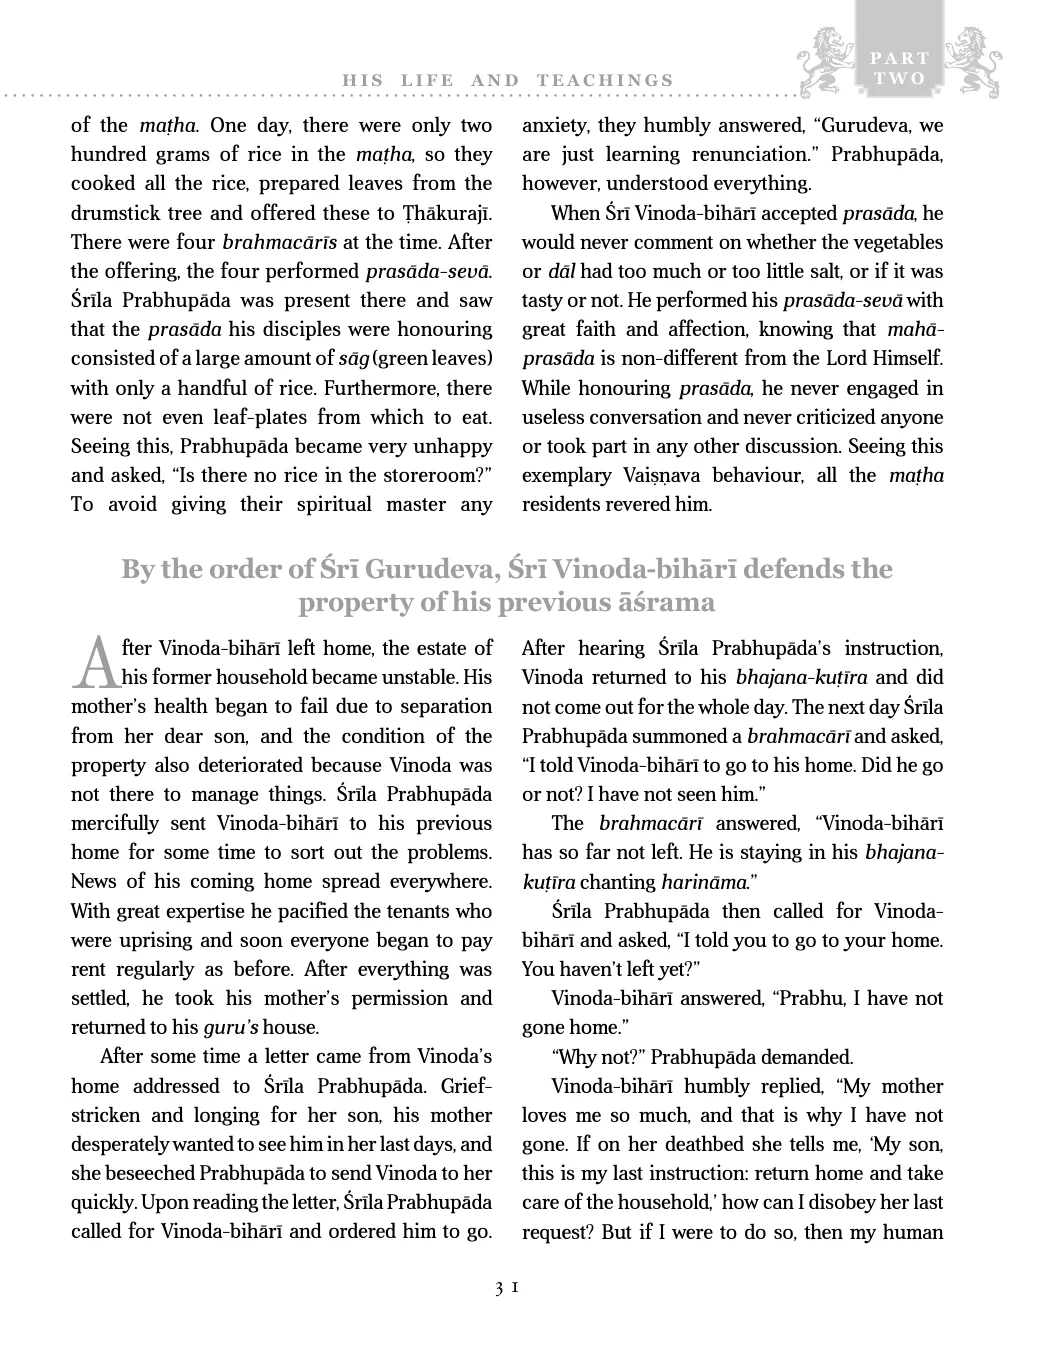 HIS LIFE AND TEACHINGS
PART
TWO
of the maṭha. One day, there were only two
hundred grams of rice in the maṭha, so they
cooked all the rice, prepared leaves from the
drumstick tree and offered these to Ṭhākurajī.
There were four brahmacārīs at the time. After
the offering, the four performed prasāda-sevā.
Śrīla Prabhupāda was present there and saw
that the prasāda his disciples were honouring
consisted of a large amount of sāg (green leaves)
with only a handful of rice. Furthermore, there
were not even leaf-plates from which to eat.
Seeing this, Prabhupāda became very unhappy
and asked, “Is there no rice in the storeroom?”
To avoid giving their spiritual master any
anxiety, they humbly answered, “Gurudeva, we
are just learning renunciation.” Prabhupāda,
however, understood everything.
When Śrī Vinoda-bihārī accepted prasāda, he
would never comment on whether the vegetables
or dāl had too much or too little salt, or if it was
tasty or not. He performed his prasāda-sevā with
great faith and affection, knowing that mahā-
prasāda is non-different from the Lord Himself.
While honouring prasāda, he never engaged in
useless conversation and never criticized anyone
or took part in any other discussion. Seeing this
exemplary Vaiṣṇava behaviour, all the maṭha
residents revered him.
By the order of Śrī Gurudeva, Śrī Vinoda-bihārī defends the
property of his previous āśrama
After Vinoda-bihārī left home, the estate of
his former household became unstable. His
mother’s health began to fail due to separation
from her dear son, and the condition of the
property also deteriorated because Vinoda was
not there to manage things. Śrīla Prabhupāda
mercifully sent Vinoda-bihārī to his previous
home for some time to sort out the problems.
News of his coming home spread everywhere.
With great expertise he pacified the tenants who
were uprising and soon everyone began to pay
rent regularly as before. After everything was
settled, he took his mother’s permission and
returned to his guru’s house.
After some time a letter came from Vinoda’s
home addressed to Śrīla Prabhupāda. Grief-
stricken and longing for her son, his mother
desperately wanted to see him in her last days, and
she beseeched Prabhupāda to send Vinoda to her
quickly. Upon reading the letter, Śrīla Prabhupāda
called for Vinoda-bihārī and ordered him to go.
After hearing Śrīla Prabhupāda’s instruction,
Vinoda returned to his bhajana-kuṭīra and did
not come out for the whole day. The next day Śrīla
Prabhupāda summoned a brahmacārī and asked,
“I told Vinoda-bihārī to go to his home. Did he go
or not? I have not seen him.”
The brahmacārī answered, “Vinoda-bihārī
has so far not left. He is staying in his bhajana-
kuṭīra chanting harināma.”
Śrīla Prabhupāda then called for Vinoda-
bihārī and asked, “I told you to go to your home.
You haven’t left yet?”
Vinoda-bihārī answered, “Prabhu, I have not
gone home.”
“Why not?” Prabhupāda demanded.
Vinoda-bihārī humbly replied, “My mother
loves me so much, and that is why I have not
gone. If on her deathbed she tells me, ‘My son,
this is my last instruction: return home and take
care of the household,’ how can I disobey her last
request? But if I were to do so, then my human
31